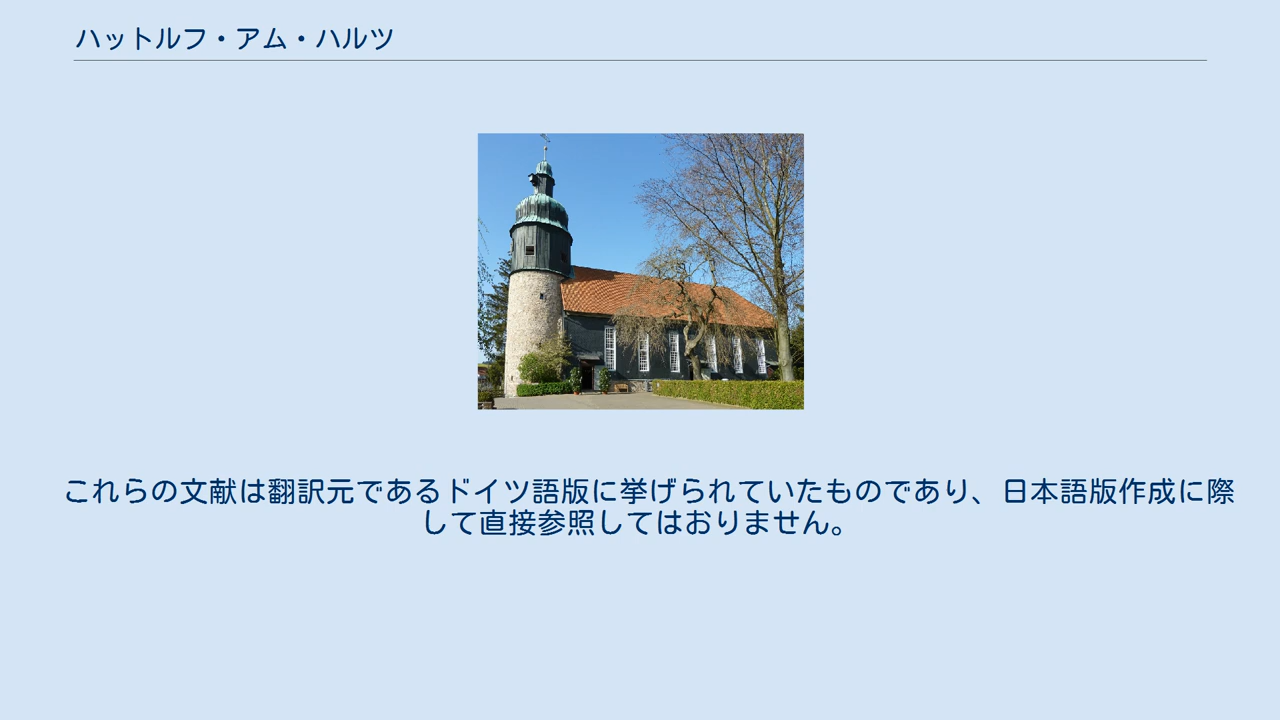 ハットルフ・アム・ハルツ
これらの文献は翻訳元であるドイツ語版に挙げられていたものであり、日本語版作成に際
して直接参照してはおりません。